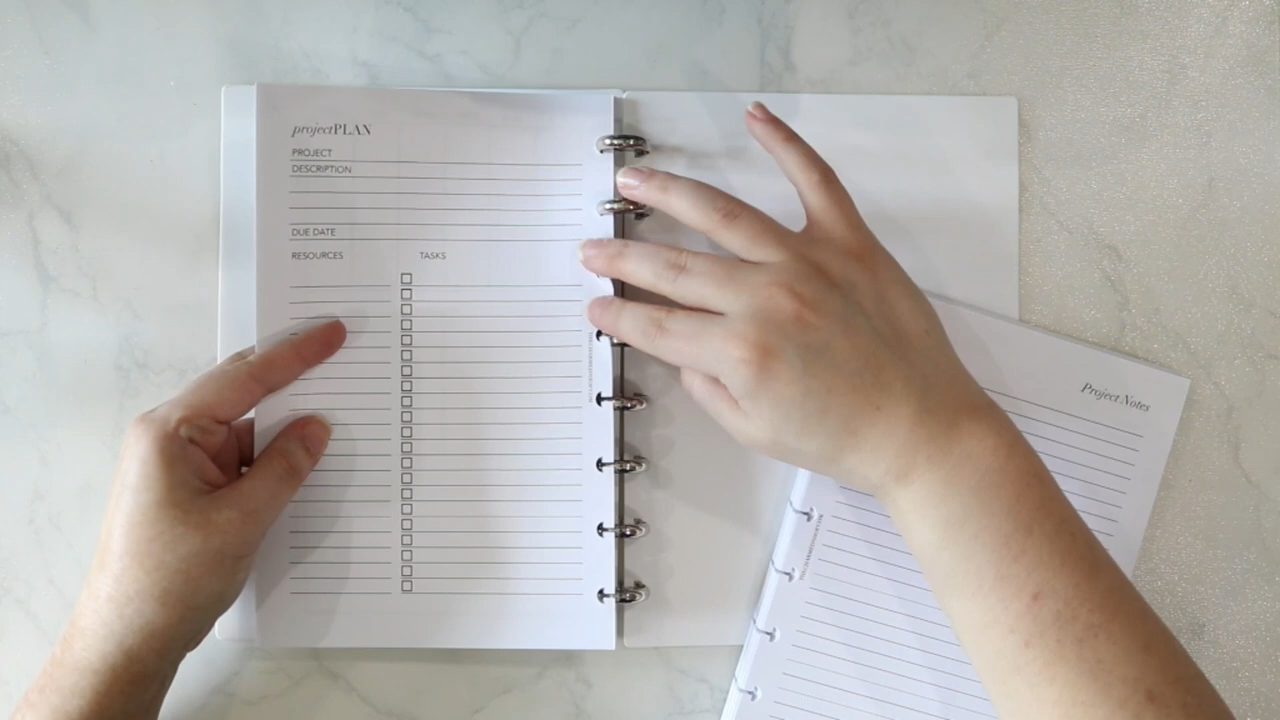 projectPLAN
PROJECT
DESCRIPTION
DUE DATE
RESOURCES
TASKS
Project Notes